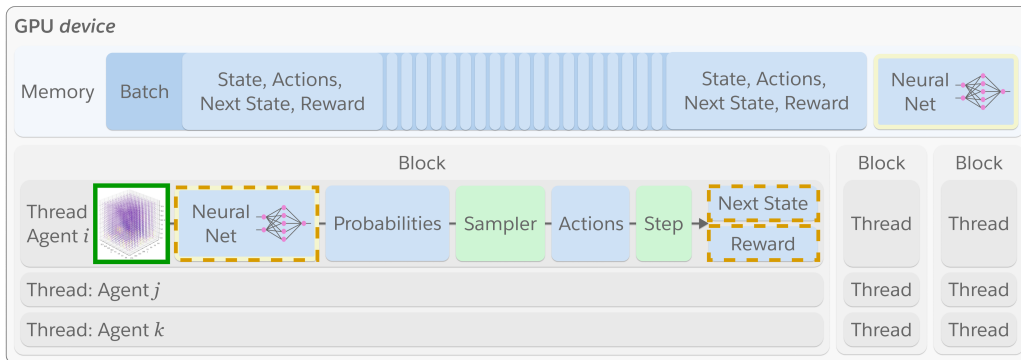 GPU device
Memory
Batch
State, Actions,
Next State, Reward
State, Actions,
Next State, Reward
Neural
Net
Block
Block
Block
Thread
Agent i
Neural
Net
Probabilities
Sampler
Actions
Step
Next State
Reward
Thread
Thread
Thread: Agent j
Thread
Thread
Thread: Agent k
Thread
Thread